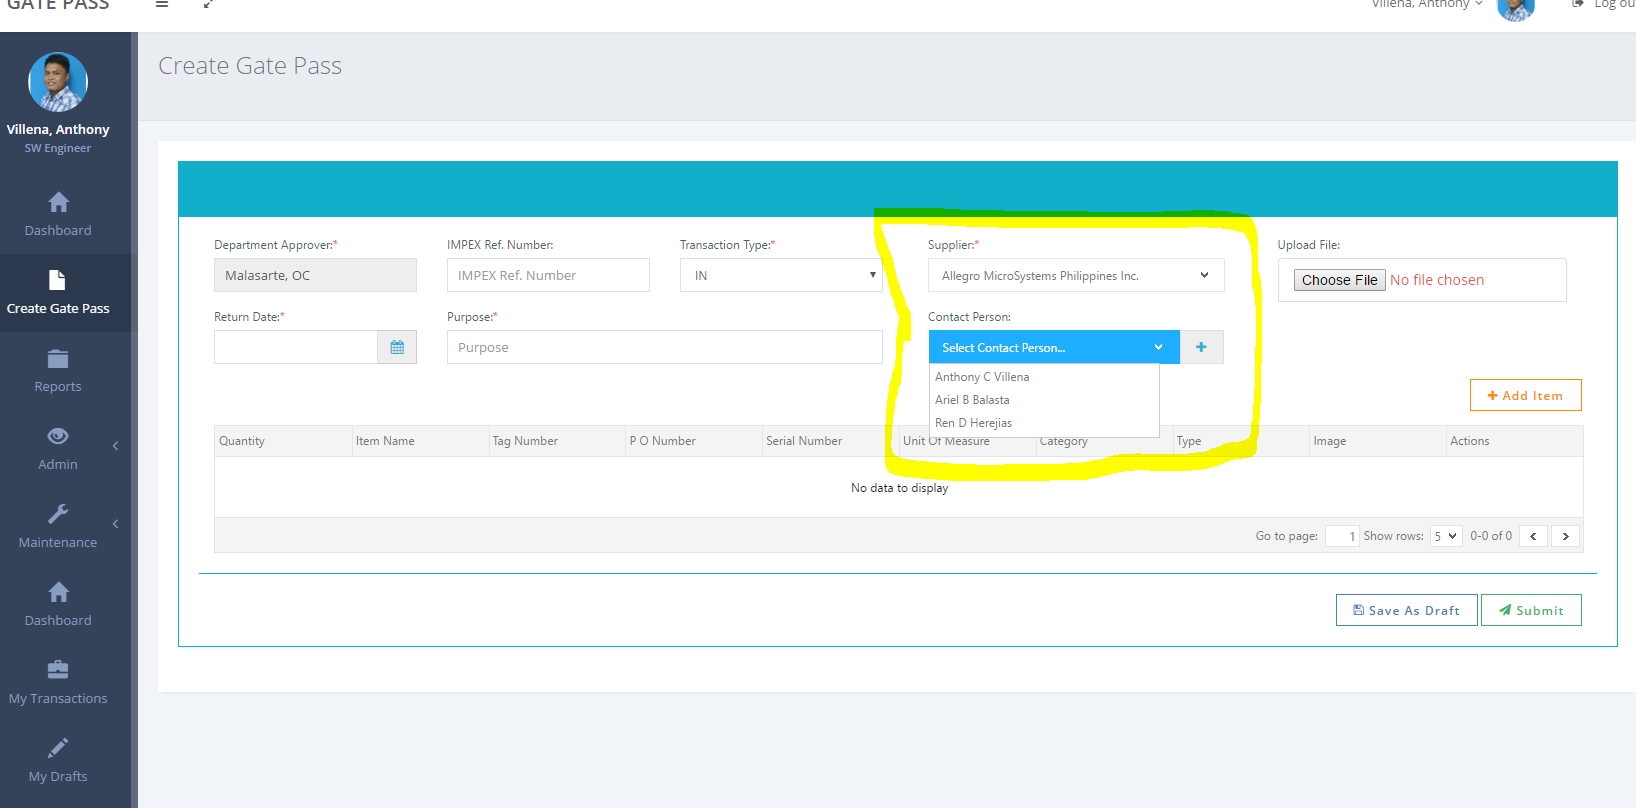 GATE PASS
Villena, Anthony
Log ou
Villena, Anthony
SW Engineer
Dashboard
Create Gate Pass
Reports
Admin
Maintenance
Dashboard
My Transactions
My Drafts
Create Gate Pass
Department Approver:* IMPEX Ref. Number: Transaction Type:* Supplier:* Upload File:
Malasarte, OC IMPEX Ref. Number IN Allegro MicroSystems Philippines Inc. Choose File No file chosen
Return Date:* Purpose:* Contact Person:
Purpose Select Contact Person...
Anthony C Villena
Ariel B Balasta
Ren D Herejias
Add Item
Quantity Item Name Tag Number P O Number Serial Number Unit Of Measure Category Type Image Actions
No data to display
Go to page: 1 Show rows: 5 0-0 of 0
Save As Draft Submit